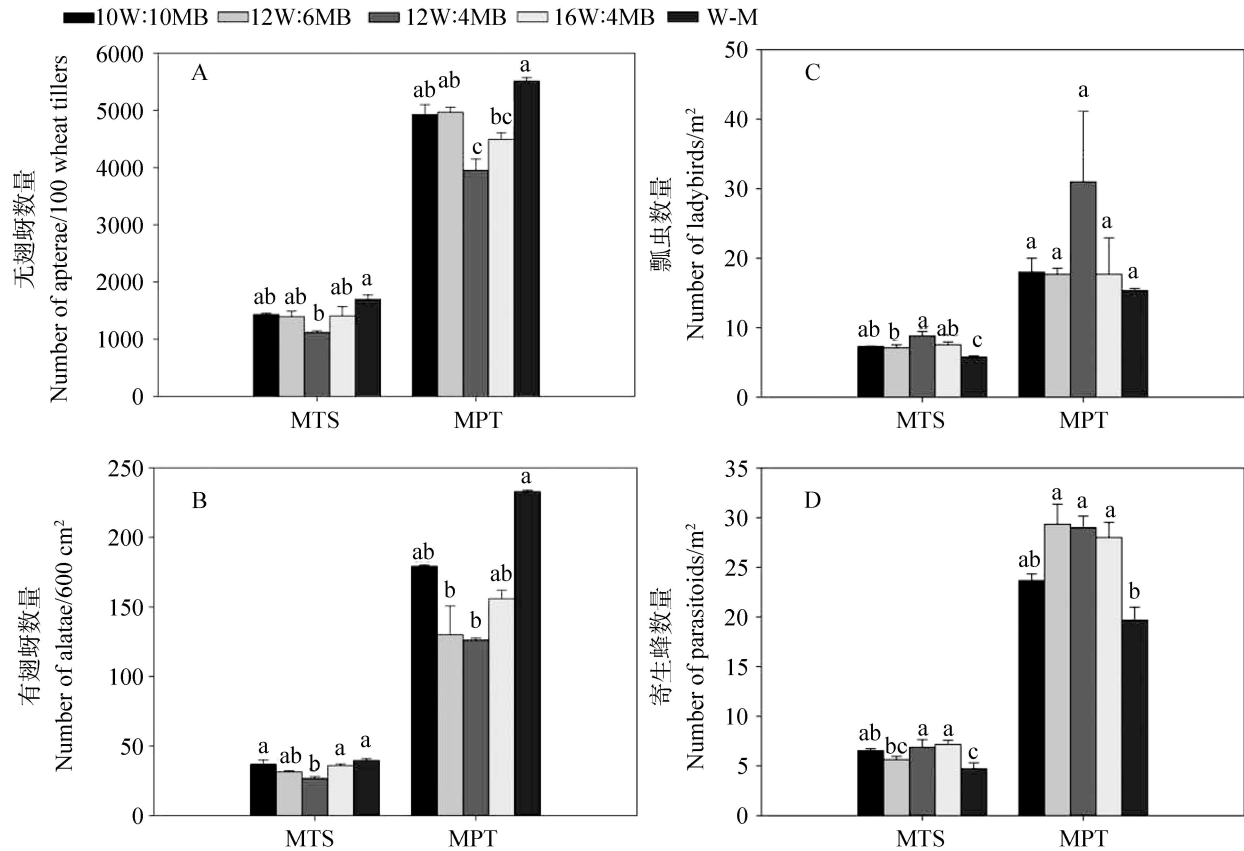 10W∶10MB 12W∶6MB 12W∶4MB 16W∶4MB W-M
A
无翅蚜数量
Number of apterae/100 wheat tillers
6000
5000
4000
3000
2000
1000
0
ab ab b ab a
ab ab c bc a
MTS MPT
C
瓢虫数量
Number of ladybirds/m²
50
40
30
20
10
0
ab b a ab c
a a a a a
MTS MPT
B
有翅蚜数量
Number of alatae/600 cm²
250
200
150
100
50
0
a ab b a a
ab b b ab a
MTS MPT
D
寄生蜂数量
Number of parasitoids/m²
35
30
25
20
15
10
5
0
ab bc a a c
ab a a a b
MTS MPT